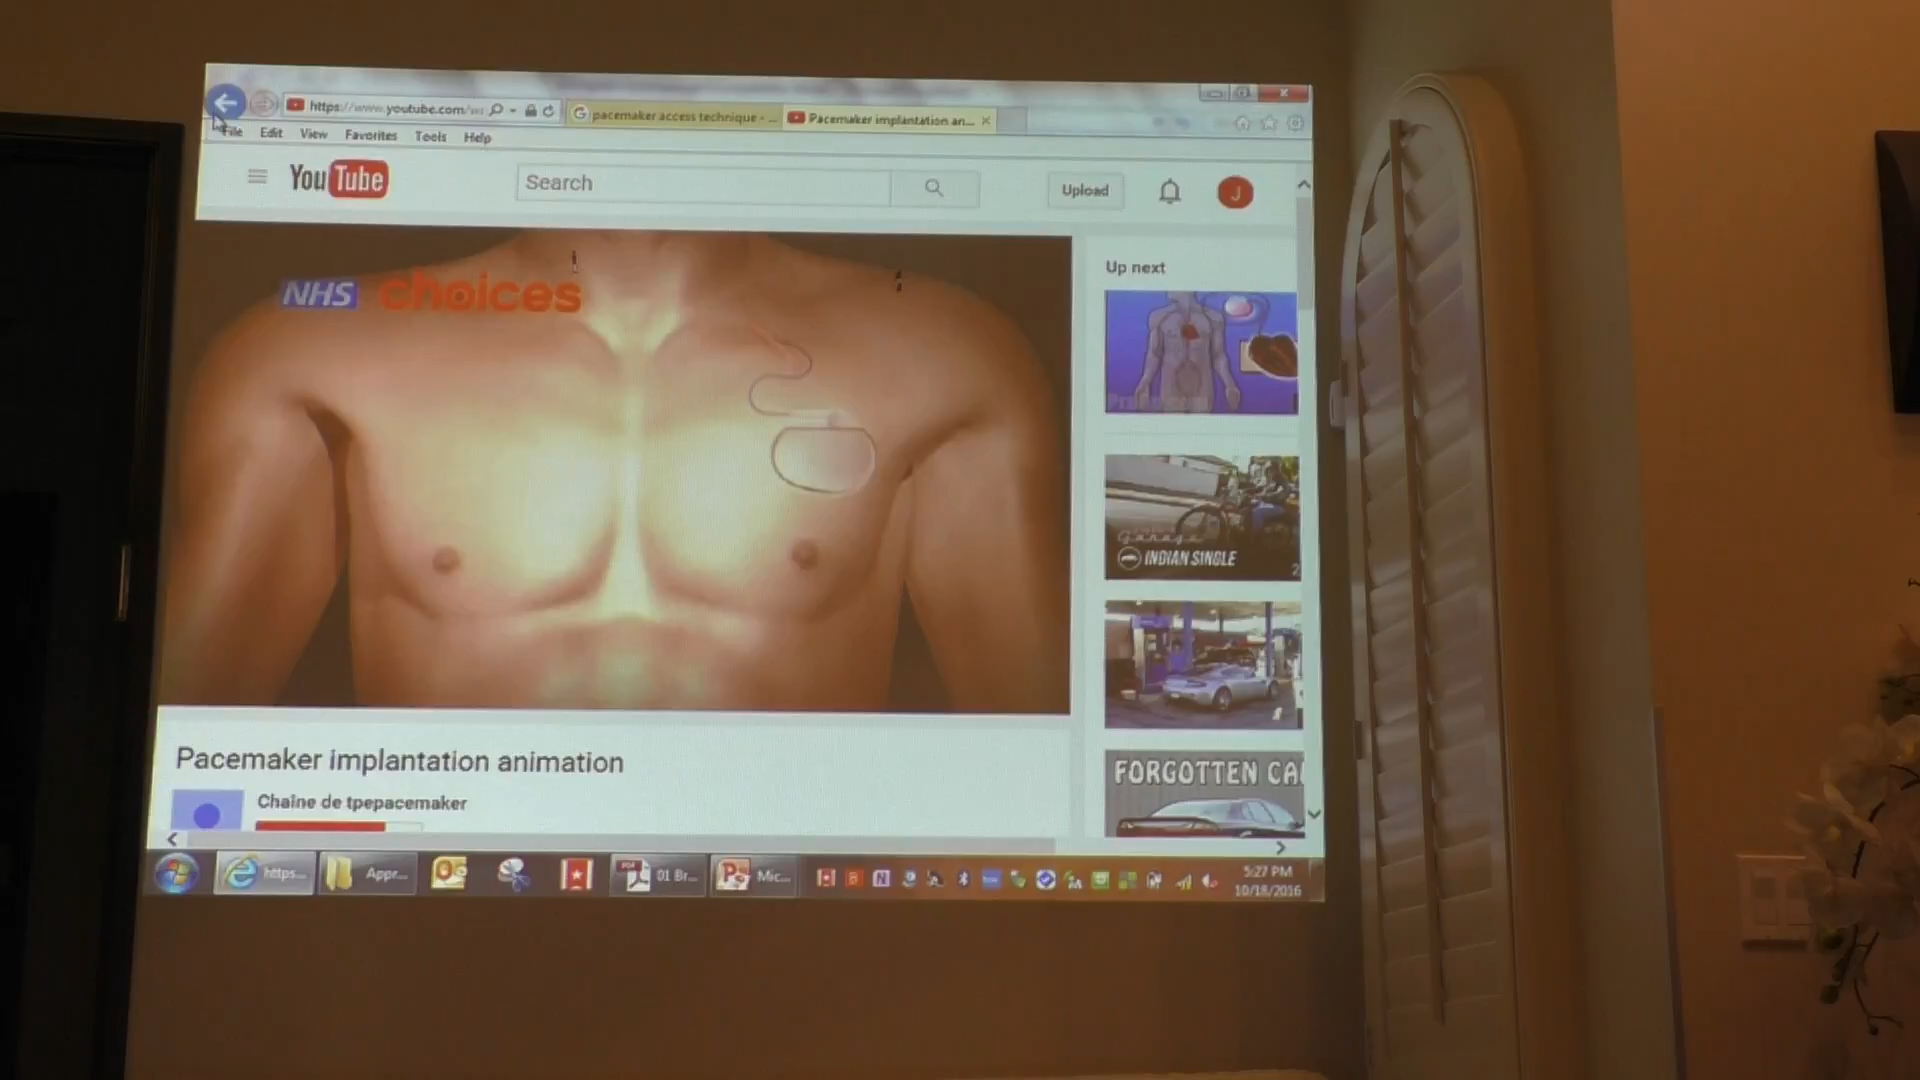 https://www.youtube.com/
pacemaker access technique - ...
Pacemaker implantation an...
File Edit View Favorites Tools Help
YouTube
Search
Upload
J
NHS choices
Up next
Garage
INDIAN SINGLE
FORGOTTEN CA
Pacemaker implantation animation
Chaîne de tpepacemaker
https...
Appr...
01 Br...
Mic...
5:27 PM
10/18/2016